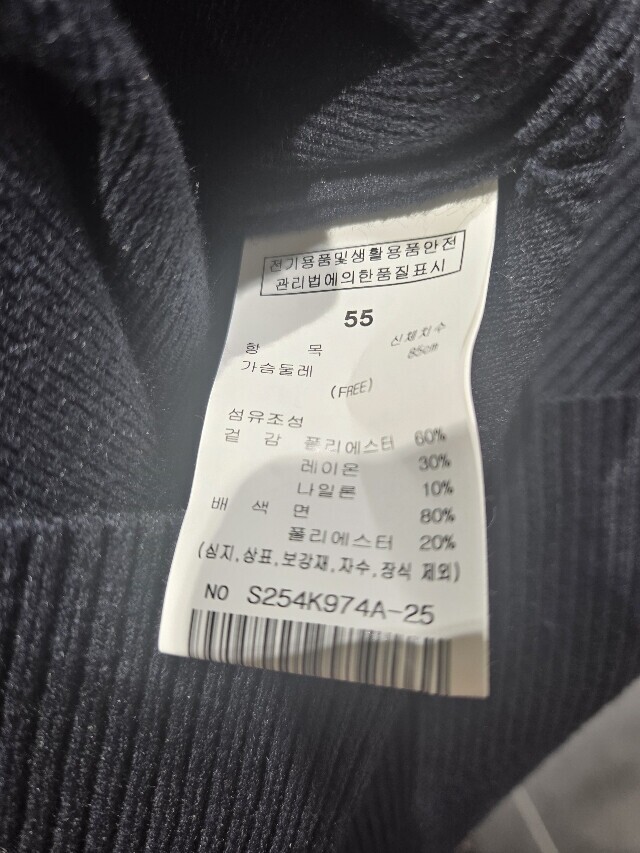 전기용품및생활용품안전
관리법에의한품질표시
55
항 목 신체치수
가슴둘레 85cm
(FREE)
섬유조성
겉 감 폴리에스터 60%
레이온 30%
나일론 10%
배 색 면 80%
폴리에스터 20%
(심지,상표,보강재,자수,장식 제외)
NO S254K974A-25